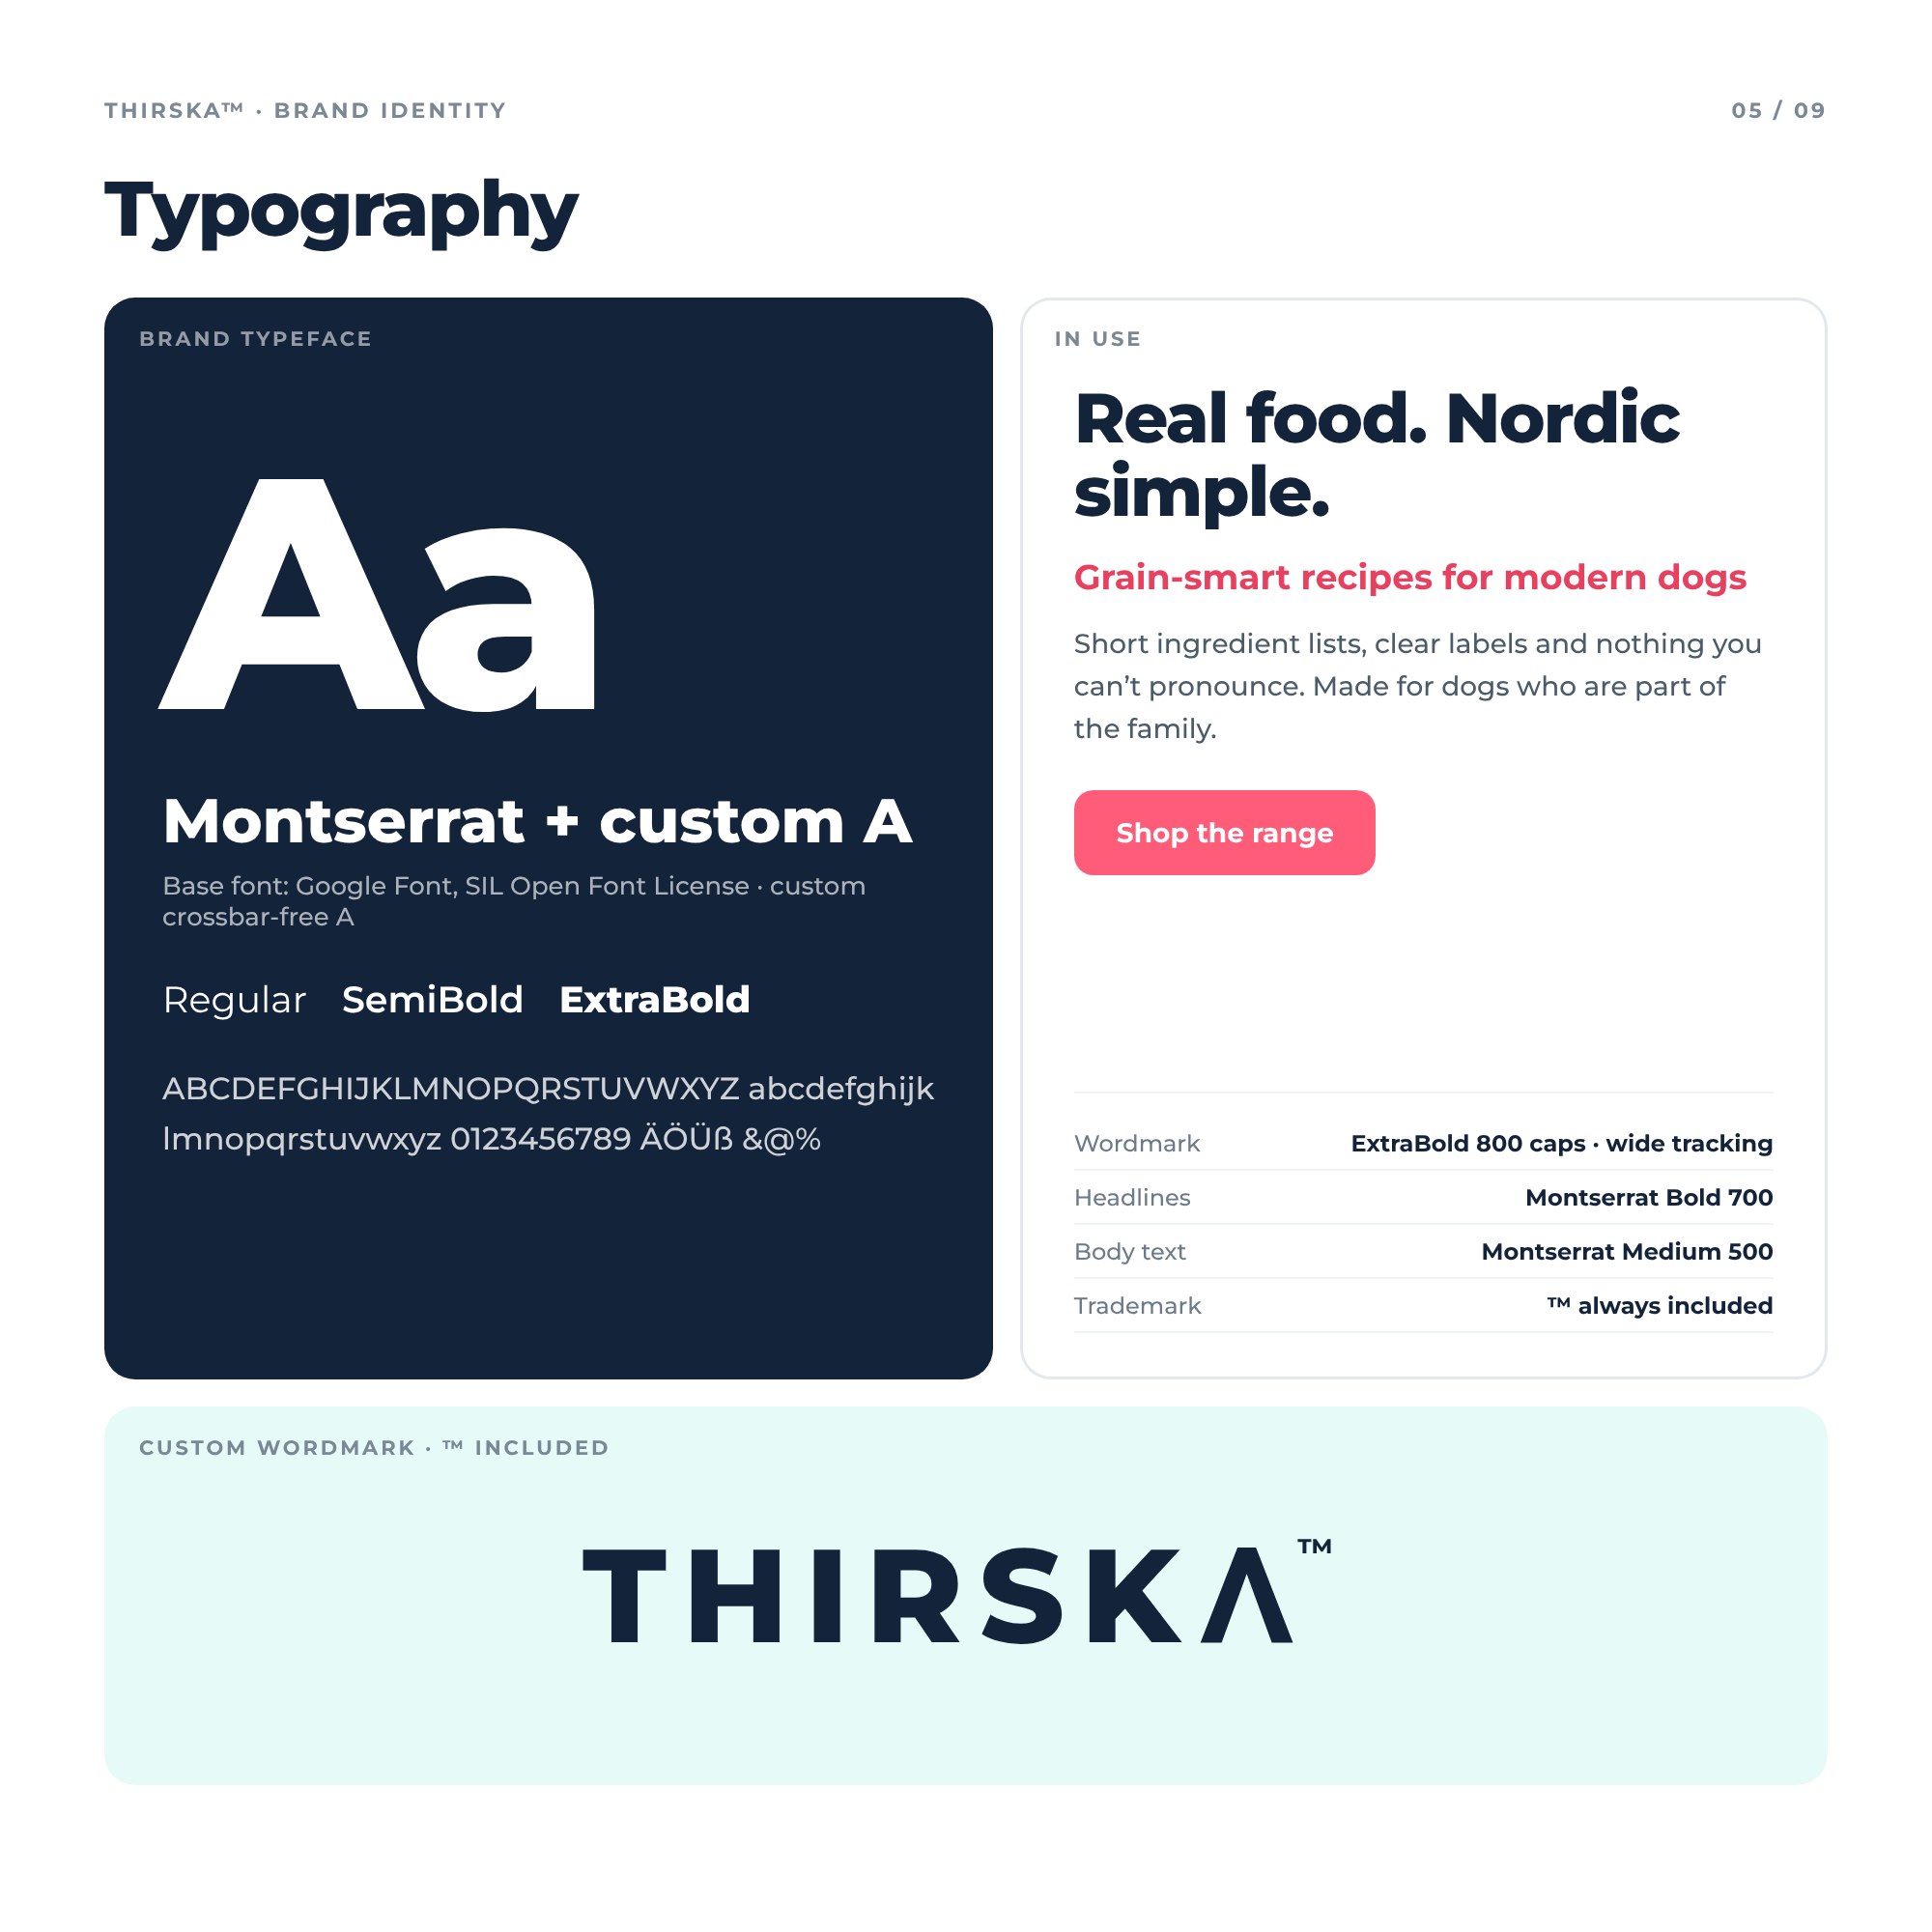 THIRSKA™ · BRAND IDENTITY
05 / 09
Typography
BRAND TYPEFACE
Aa
Montserrat + custom A
Base font: Google Font, SIL Open Font License · custom
crossbar-free A
Regular SemiBold ExtraBold
ABCDEFGHIJKLMNOPQRSTUVWXYZ abcdefghijk
lmnopqrstuvwxyz 0123456789 ÄÖÜß &@%
IN USE
Real food. Nordic
simple.
Grain-smart recipes for modern dogs
Short ingredient lists, clear labels and nothing you
can’t pronounce. Made for dogs who are part of
the family.
Shop the range
Wordmark ExtraBold 800 caps · wide tracking
Headlines Montserrat Bold 700
Body text Montserrat Medium 500
Trademark ™ always included
CUSTOM WORDMARK · ™ INCLUDED
THIRSKΛ™